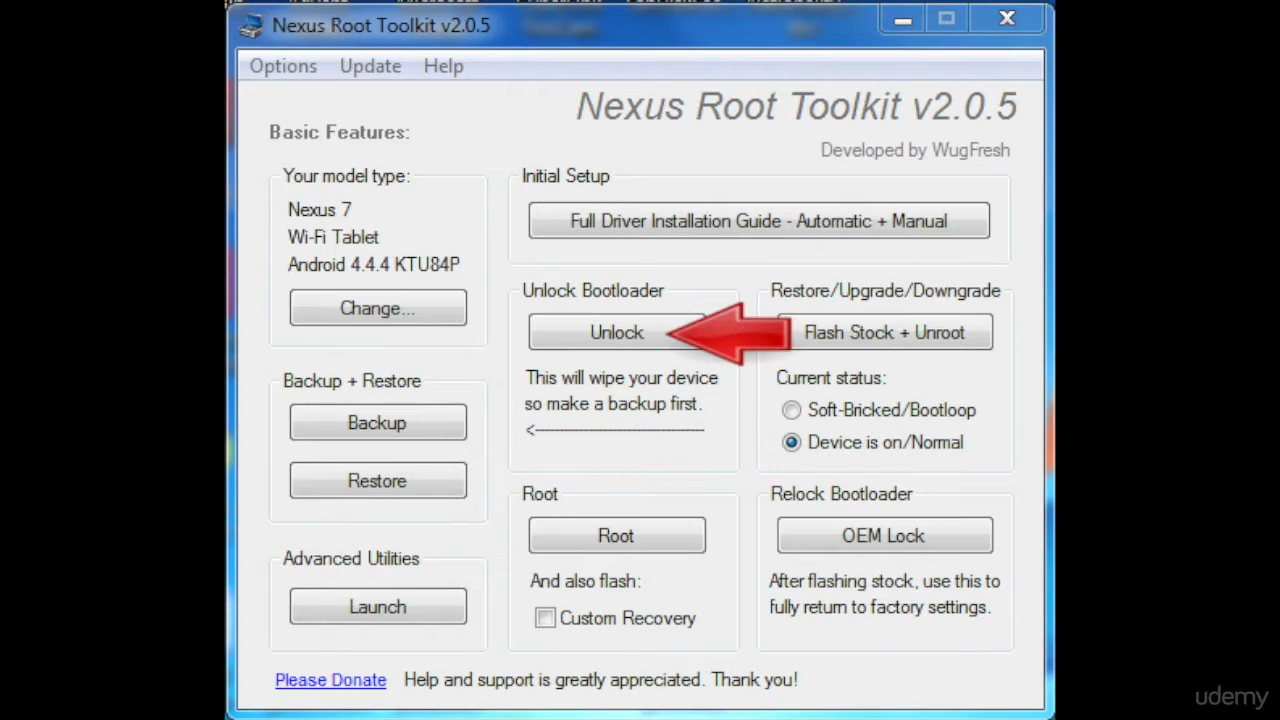 Nexus Root Toolkit v2.0.5
Options Update Help
Nexus Root Toolkit v2.0.5
Basic Features:
Developed by WugFresh
Your model type:
Nexus 7
Wi-Fi Tablet
Android 4.4.4 KTU84P
Change...
Initial Setup
Full Driver Installation Guide - Automatic + Manual
Unlock Bootloader
Unlock
This will wipe your device
so make a backup first.
<----------------------------------
Restore/Upgrade/Downgrade
Flash Stock + Unroot
Current status:
Soft-Bricked/Bootloop
Device is on/Normal
Backup + Restore
Backup
Restore
Root
Root
And also flash:
Custom Recovery
Relock Bootloader
OEM Lock
After flashing stock, use this to
fully return to factory settings.
Advanced Utilities
Launch
Please Donate Help and support is greatly appreciated. Thank you!
udemy